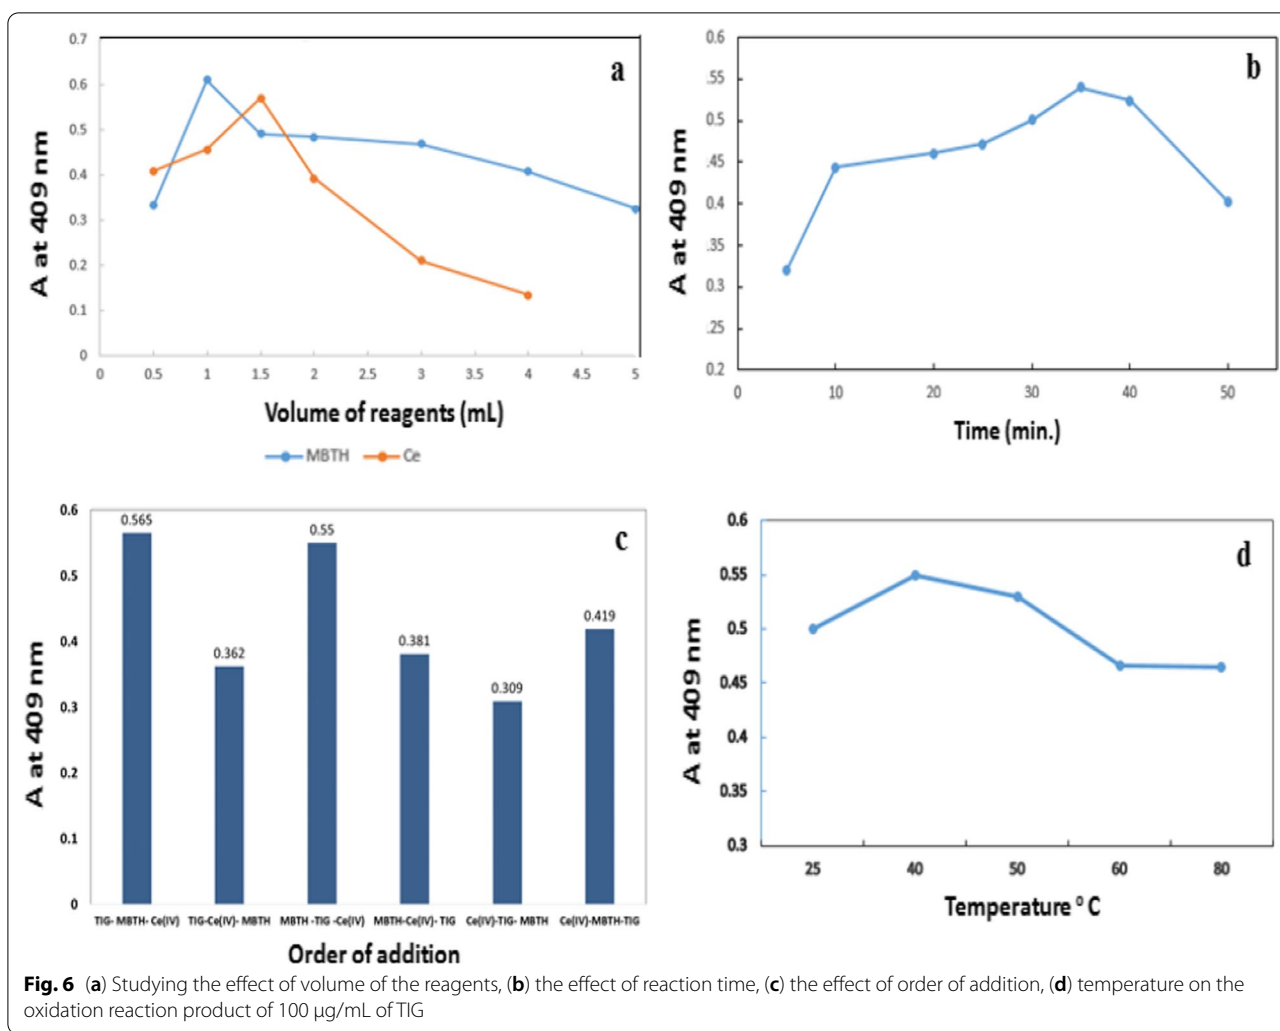 0.7
0.6
0.5
0.4
0.3
0.2
0.1
0
A at 409 nm
a
0 0.5 1 1.5 2 2.5 3 4 4.5 5
Volume of reagents (mL)
MBTH Ce
0.6
0.55
0.5
0.45
0.4
0.35
0.3
0.25
0.2
A at 409 nm
b
0 10 20 30 40 50
Time (min.)
0.6
0.5
0.4
0.3
0.2
0.1
0
A at 409 nm
c
0.565
0.362
0.55
0.381
0.309
0.419
TIG- MBTH- Ce(IV) TIG-Ce(IV)- MBTH MBTH -TIG -Ce(IV) MBTH-Ce(IV)- TIG Ce(IV)-TIG- MBTH Ce(IV)-MBTH-TIG
Order of addition
0.6
0.55
0.5
0.45
0.4
0.35
0.3
A at 409 nm
d
25 40 50 60 80
Temperature º C
Fig. 6 (a) Studying the effect of volume of the reagents, (b) the effect of reaction time, (c) the effect of order of addition, (d) temperature on the
oxidation reaction product of 100 µg/mL of TIG